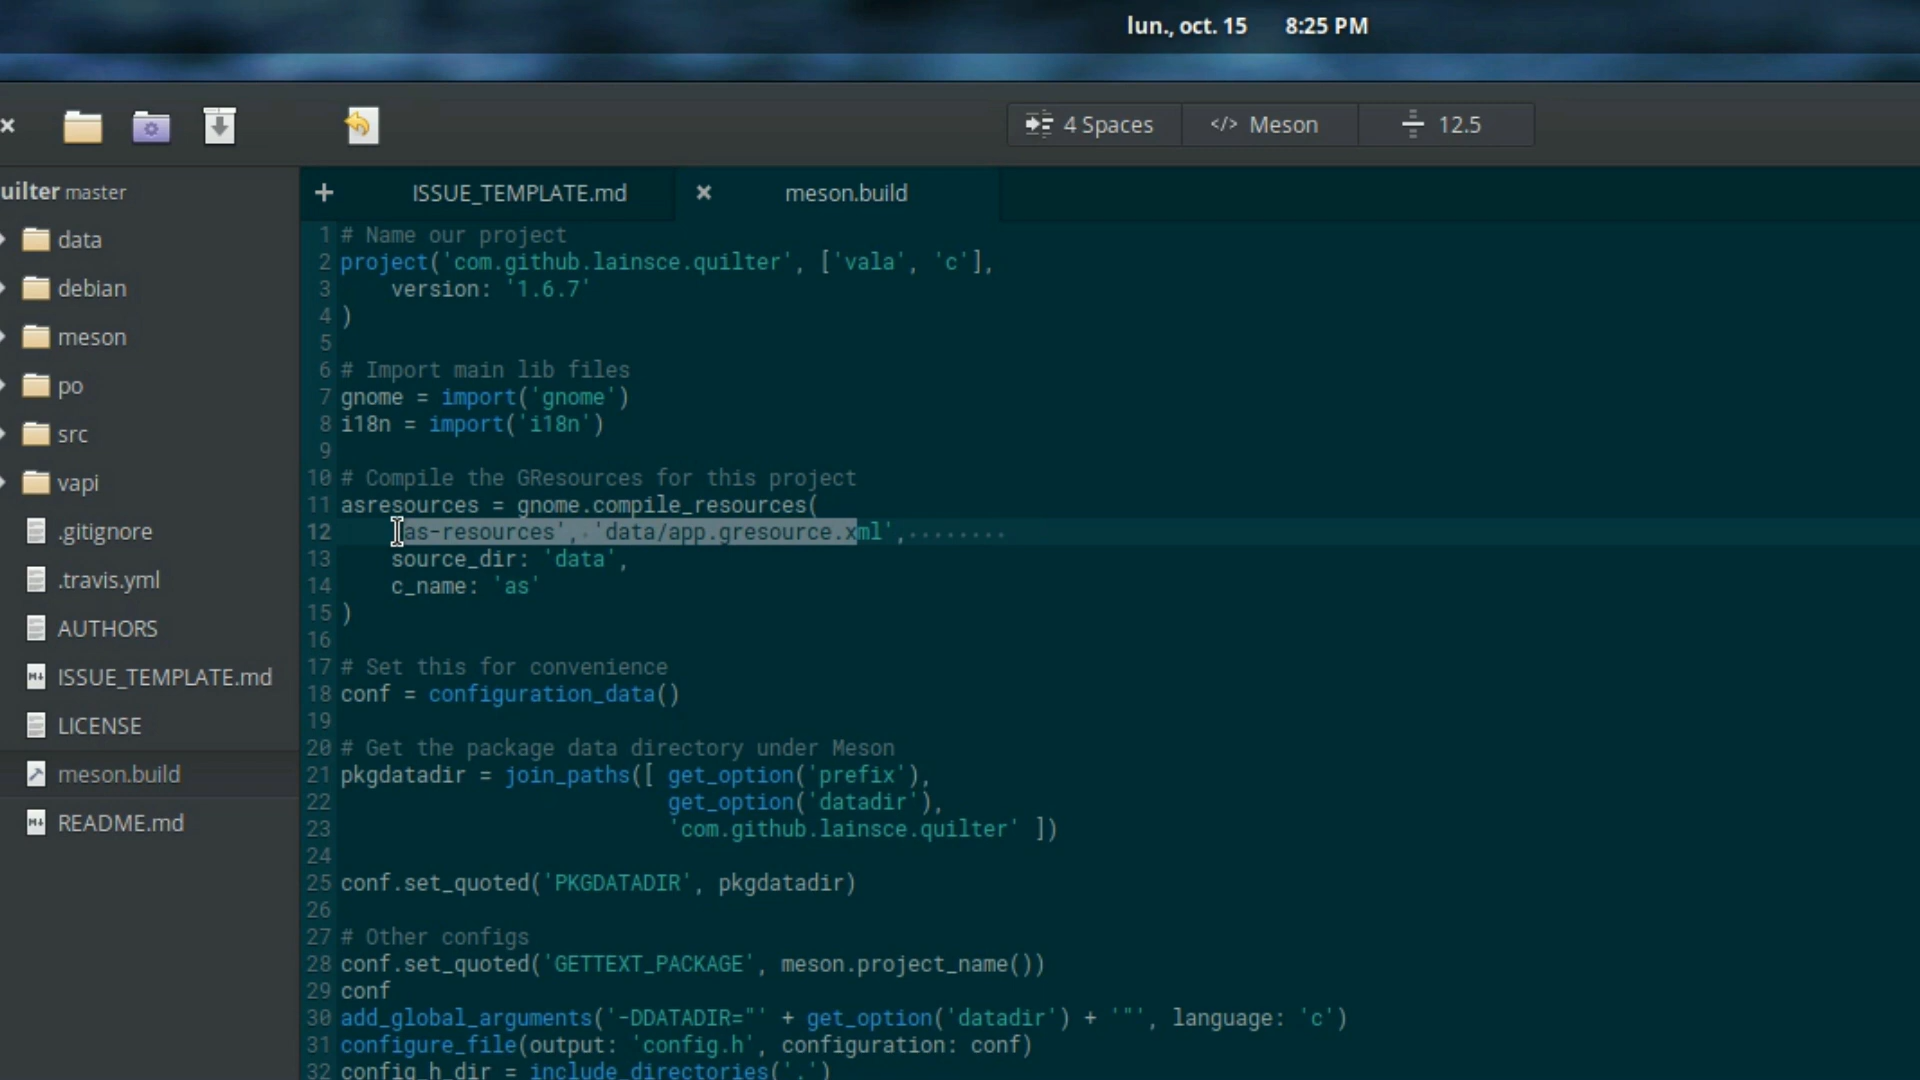 lun., oct. 15 8:25 PM
4 Spaces </> Meson 12.5
uilter master
data
debian
meson
po
src
vapi
.gitignore
.travis.yml
AUTHORS
ISSUE_TEMPLATE.md
LICENSE
meson.build
README.md
+ ISSUE_TEMPLATE.md × meson.build
1 # Name our project
2 project('com.github.lainsce.quilter', ['vala', 'c'],
3     version: '1.6.7'
4 )
5
6 # Import main lib files
7 gnome = import('gnome')
8 i18n = import('i18n')
9
10 # Compile the GResources for this project
11 asresources = gnome.compile_resources(
12     'as-resources', 'data/app.gresource.xml',
13     source_dir: 'data',
14     c_name: 'as'
15 )
16
17 # Set this for convenience
18 conf = configuration_data()
19
20 # Get the package data directory under Meson
21 pkgdatadir = join_paths([ get_option('prefix'),
22                           get_option('datadir'),
23                           'com.github.lainsce.quilter' ])
24
25 conf.set_quoted('PKGDATADIR', pkgdatadir)
26
27 # Other configs
28 conf.set_quoted('GETTEXT_PACKAGE', meson.project_name())
29 conf
30 add_global_arguments('-DDATADIR="' + get_option('datadir') + '"', language: 'c')
31 configure_file(output: 'config.h', configuration: conf)
32 config_h_dir = include_directories('.')